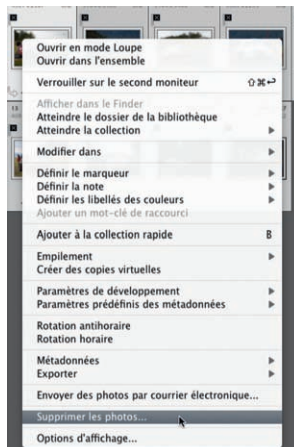 Ouvrir en mode Loupe
Ouvrir dans l'ensemble
Verrouiller sur le second moniteur ⇧⌘↩
Afficher dans le Finder
Atteindre le dossier de la bibliothèque
Atteindre la collection
Modifier dans
Définir le marqueur
Définir la note
Définir les libellés des couleurs
Ajouter un mot-clé de raccourci
Ajouter à la collection rapide B
Empilement
Créer des copies virtuelles
Paramètres de développement
Paramètres prédéfinis des métadonnées
Rotation antihoraire
Rotation horaire
Métadonnées
Exporter
Envoyer des photos par courrier électronique...
Supprimer les photos...
Options d'affichage...